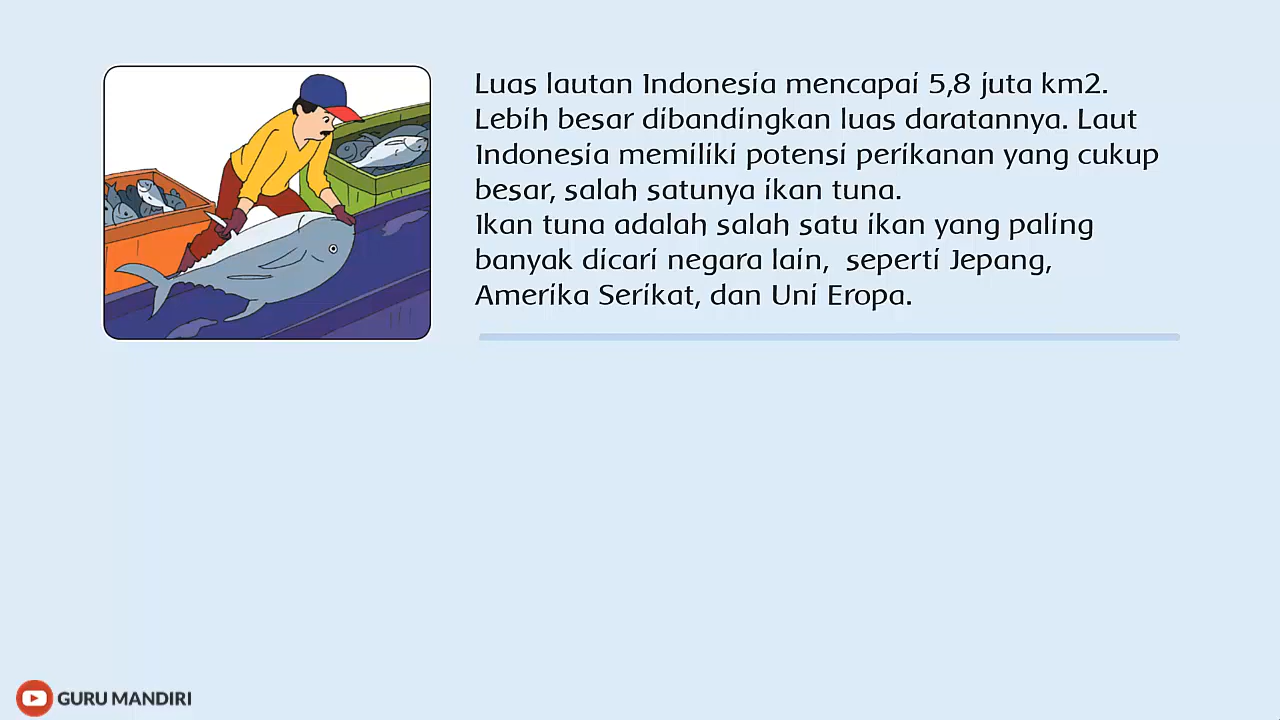 Luas lautan Indonesia mencapai 5,8 juta km2.
Lebih besar dibandingkan luas daratannya. Laut
Indonesia memiliki potensi perikanan yang cukup
besar, salah satunya ikan tuna.
Ikan tuna adalah salah satu ikan yang paling
banyak dicari negara lain,  seperti Jepang,
Amerika Serikat, dan Uni Eropa.
GURU MANDIRI